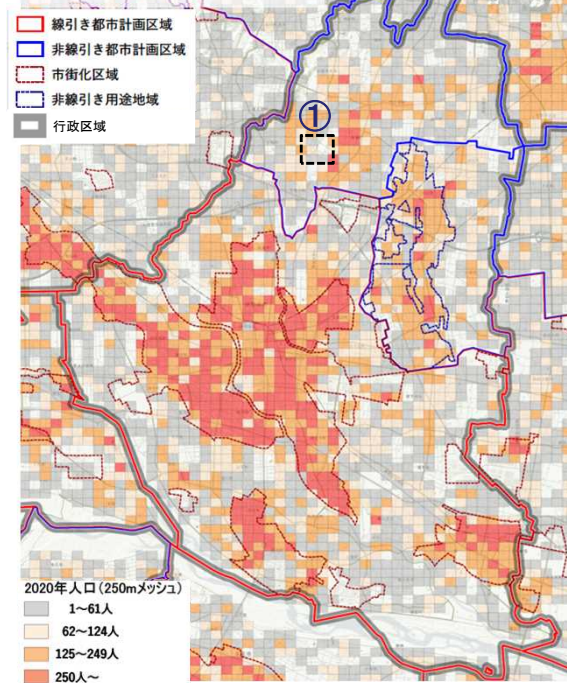 線引き都市計画区域
非線引き都市計画区域
市街化区域
非線引き用途地域
行政区域
①
2020年人口(250mメッシュ)
1~61人
62~124人
125~249人
250人~